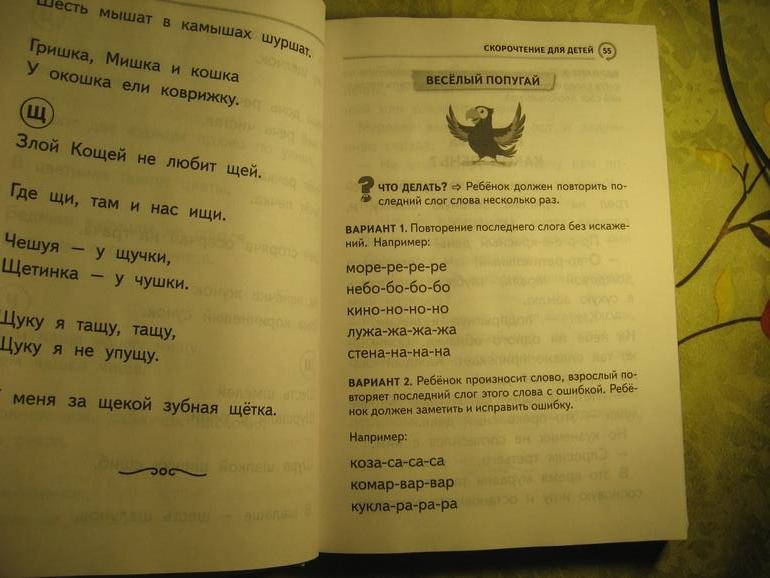 Шесть мышат в камышах шуршат.
Гришка, Мишка и кошка
У окошка ели коврижку.
Щ
Злой Кощей не любит щей.
Где щи, там и нас ищи.
Чешуя — у щучки,
Щетинка — у чушки.
Щуку я тащу, тащу,
Щуку я не упущу.
меня за щекой зубная щётка.
СКОРОЧТЕНИЕ ДЛЯ ДЕТЕЙ 55
ВЕСЁЛЫЙ ПОПУГАЙ
? ЧТО ДЕЛАТЬ? ⇨ Ребёнок должен повторить по-
следний слог слова несколько раз.
ВАРИАНТ 1. Повторение последнего слога без искаже-
ний. Например:
море-ре-ре-ре
небо-бо-бо-бо
кино-но-но-но
лужа-жа-жа-жа
стена-на-на-на
ВАРИАНТ 2. Ребёнок произносит слово, взрослый по-
вторяет последний слог этого слова с ошибкой. Ребё-
нок должен заметить и исправить ошибку.
Например:
коза-са-са-са
комар-вар-вар
кукла-ра-ра-ра